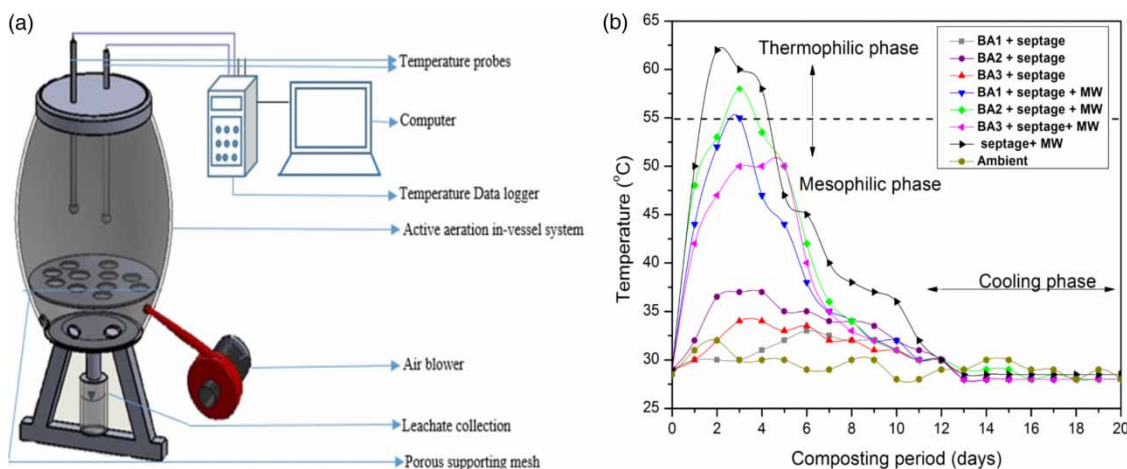 (a)
Temperature probes
Computer
Temperature Data logger
Active aeration in-vessel system
Air blower
Leachate collection
Porous supporting mesh
(b)
65
60
55
50
45
40
35
30
25
Temperature (°C)
0
2
4
6
8
10
12
14
16
18
20
Composting period (days)
Thermophilic phase
Mesophilic phase
Cooling phase
BA1 + septage
BA2 + septage
BA3 + septage
BA1 + septage + MW
BA2 + septage + MW
BA3 + septage+ MW
septage+ MW
Ambient